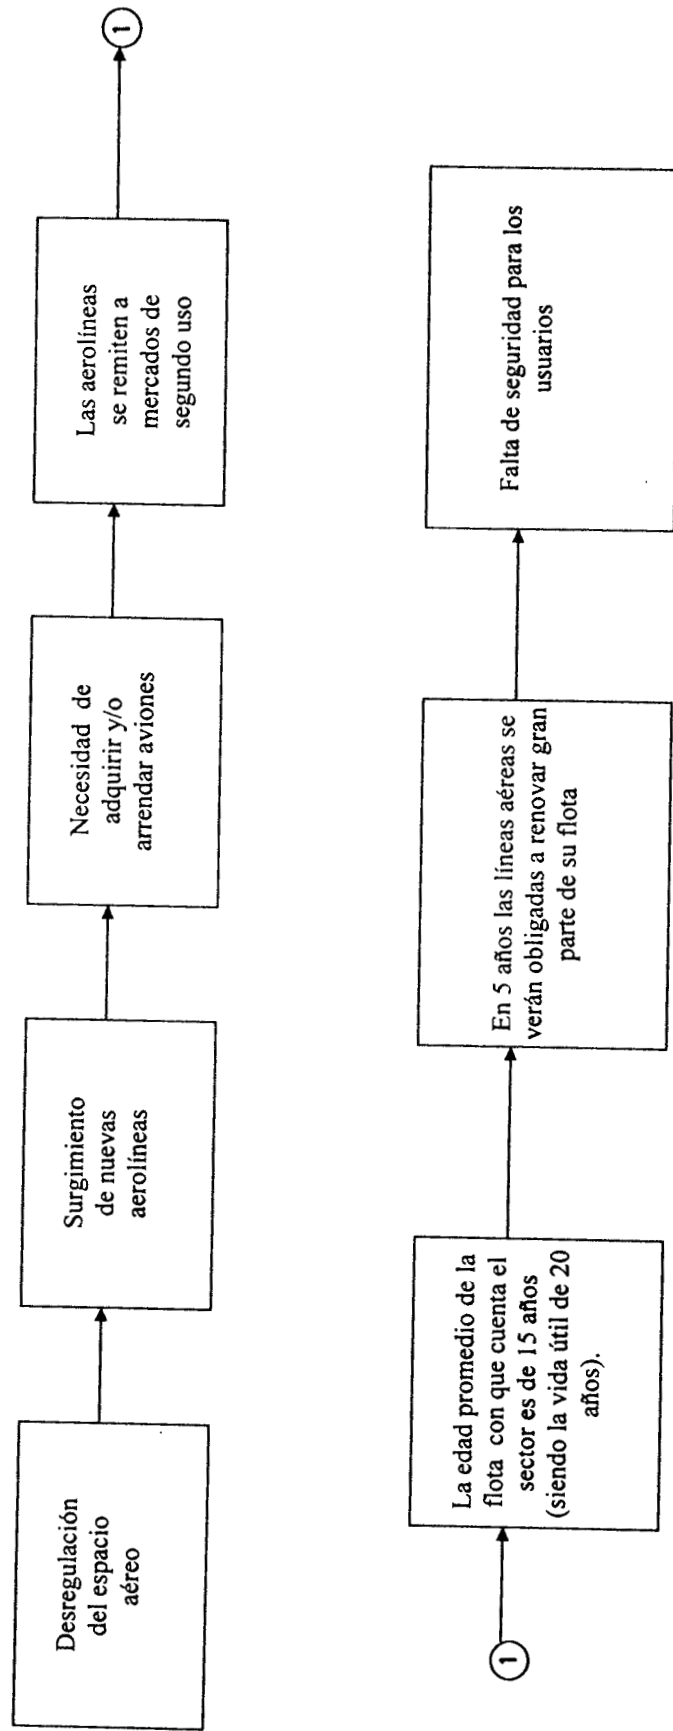 Desregulación
del espacio
aéreo
Surgimiento
de nuevas
aerolíneas
Necesidad de
adquirir y/o
arrendar aviones
Las aerolíneas
se remiten a
mercados de
segundo uso
1
1
La edad promedio de la
flota con que cuenta el
sector es de 15 años
(siendo la vida útil de 20
años).
En 5 años las líneas aéreas se
verán obligadas a renovar gran
parte de su flota
Falta de seguridad para los
usuarios